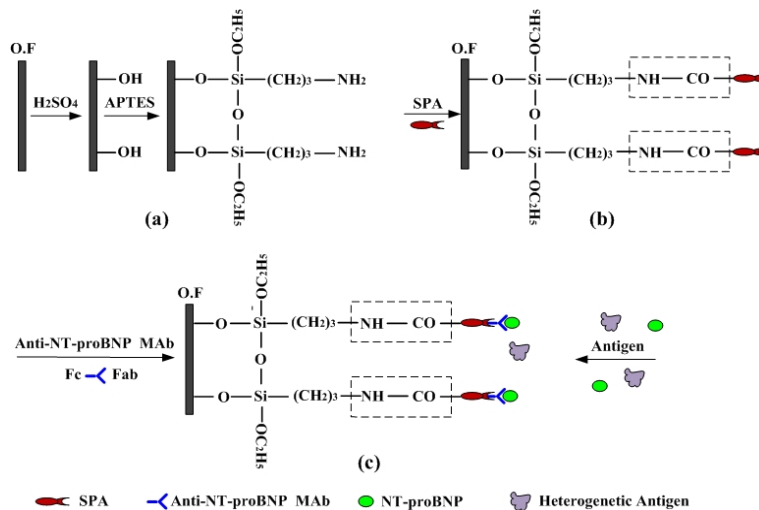 OC2H5
O.F
H2SO4
OH
APTES
O Si (CH2)3 NH2
O
OH
O Si (CH2)3 NH2
OC2H5
(a)
OC2H5
O.F
SPA
O Si (CH2)3 NH CO
O
O Si (CH2)3 NH CO
OC2H5
(b)
OC2H5
O.F
O Si (CH2)3 NH CO
Anti-NT-proBNP MAb
Fc Fab
O
Antigen
O Si (CH2)3 NH CO
OC2H5
(c)
SPA Anti-NT-proBNP MAb NT-proBNP Heterogenetic Antigen